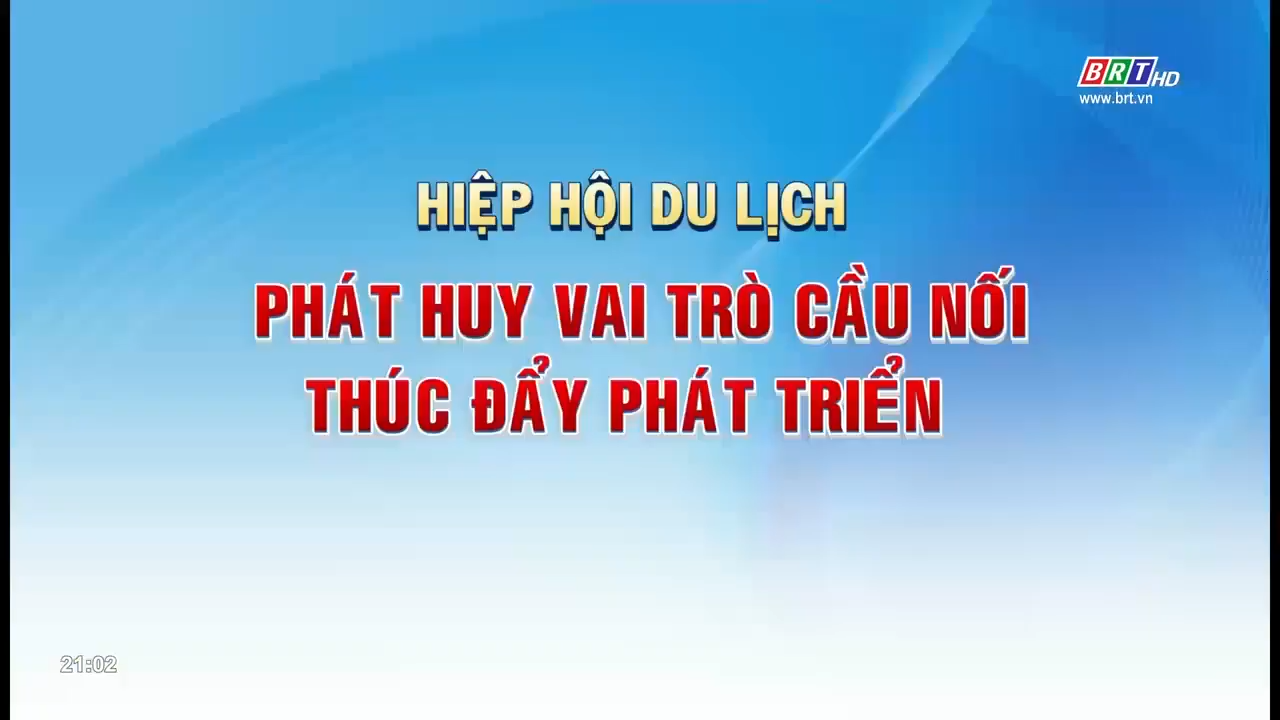 BRT HD
www.brt.vn
HIỆP HỘI DU LỊCH
PHÁT HUY VAI TRÒ CẦU NỐI
THÚC ĐẨY PHÁT TRIỂN
21:02